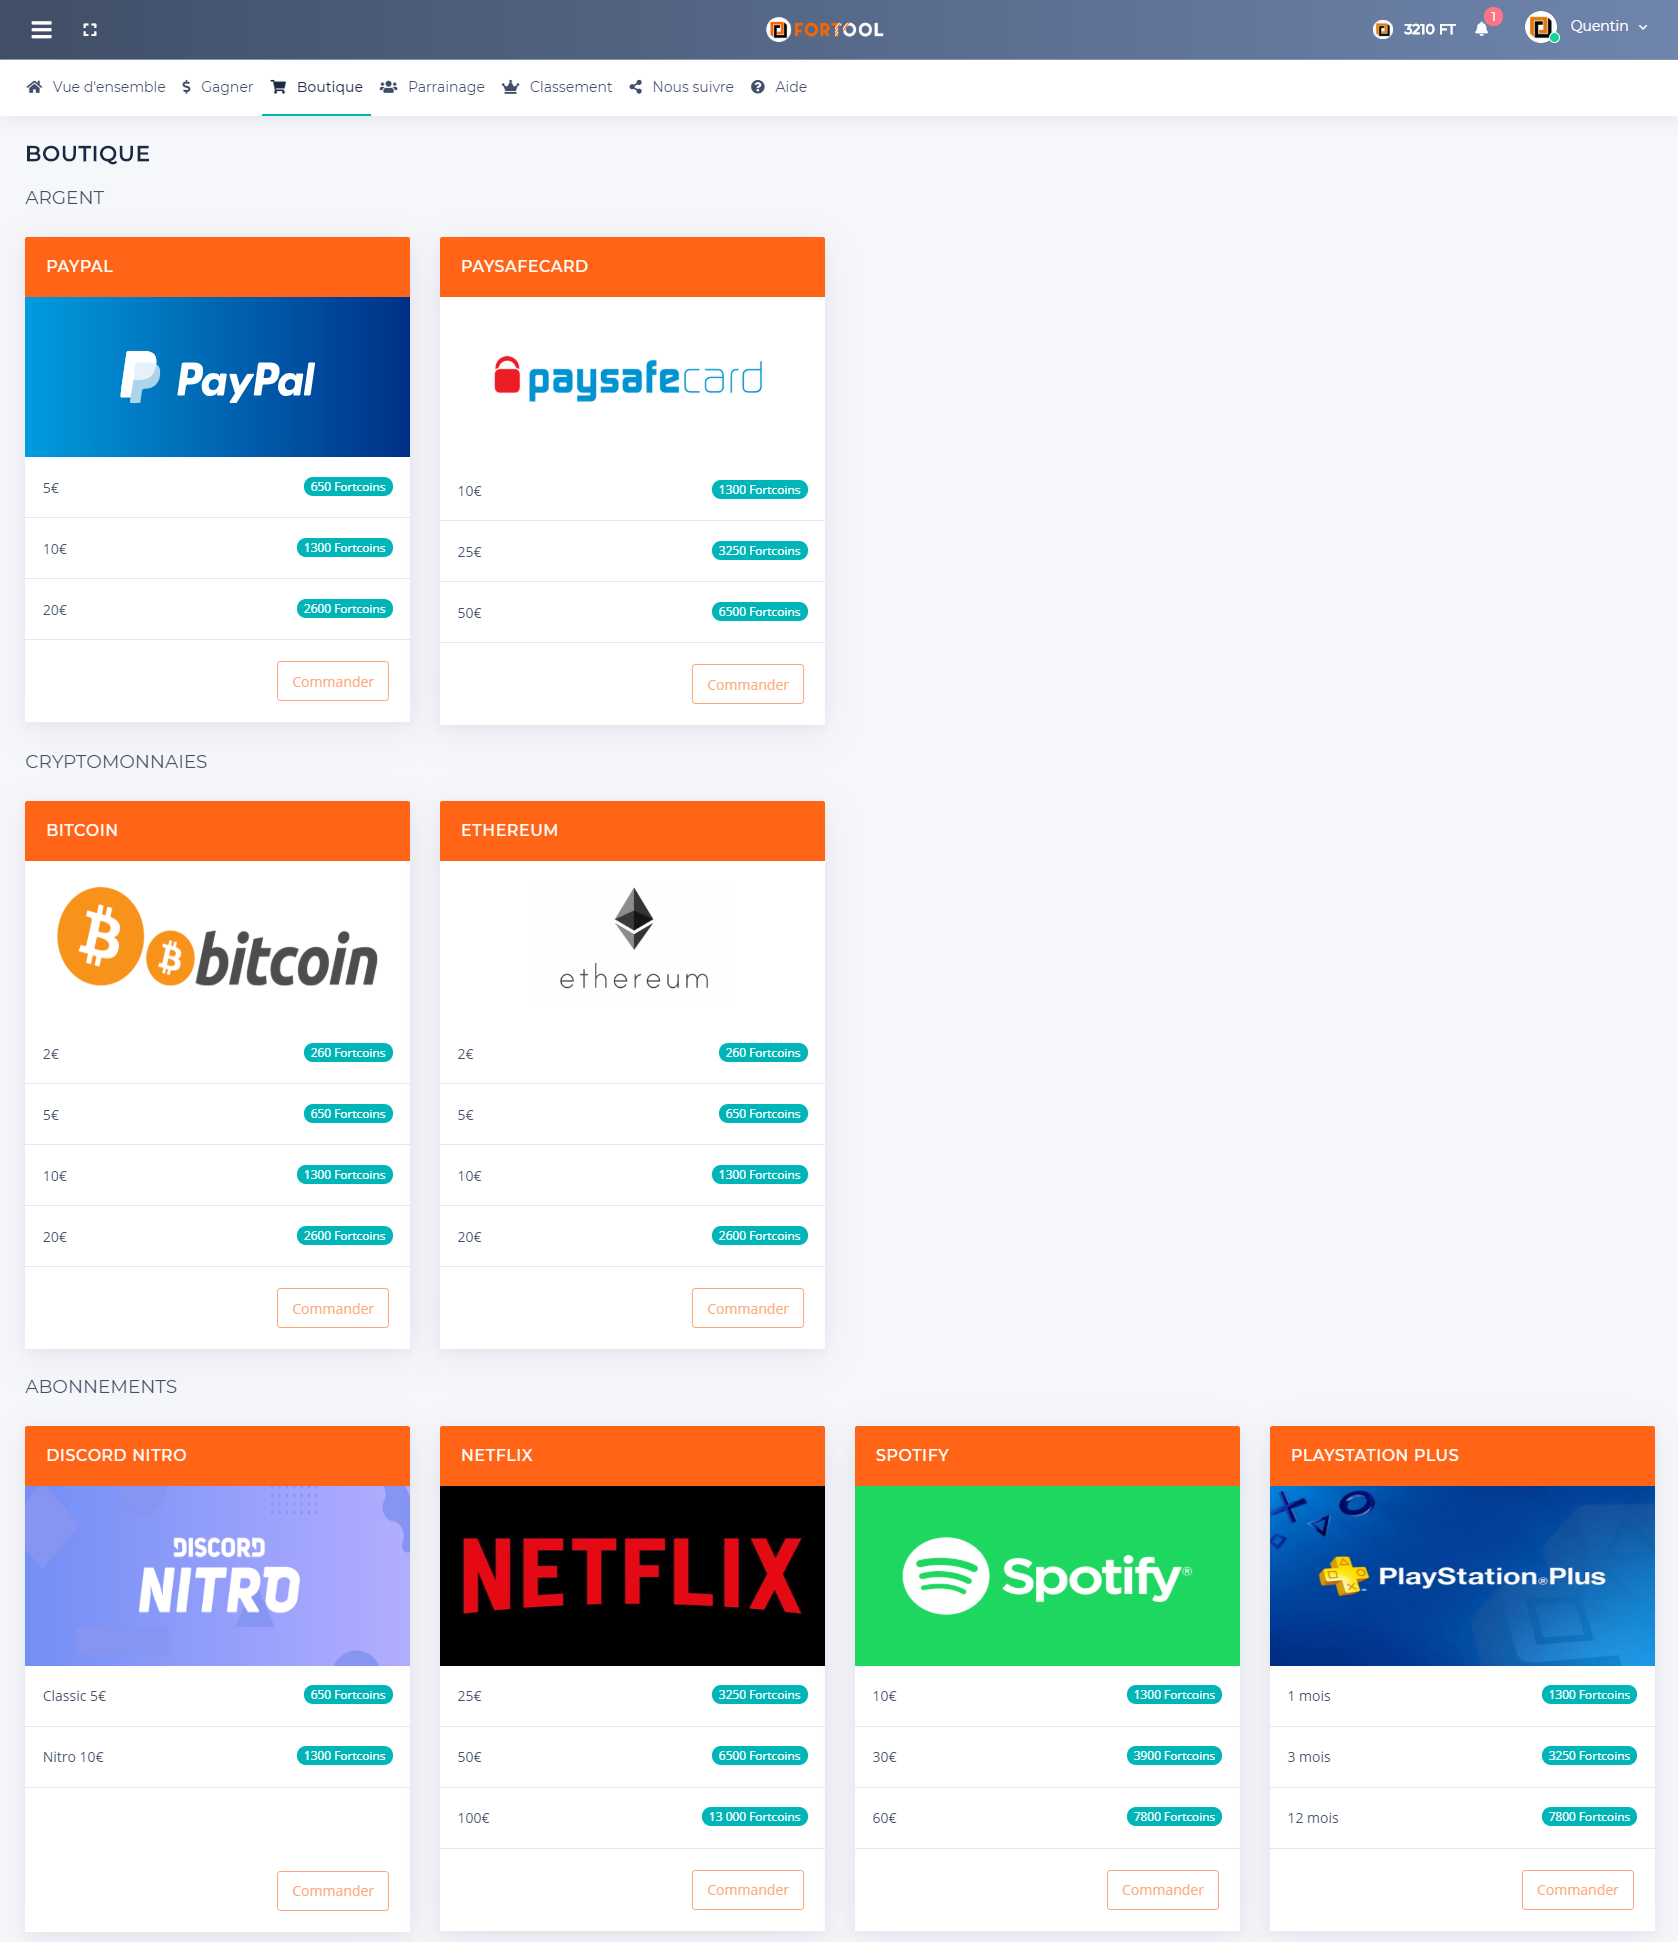 FORTOOL
3210 FT
1
Quentin
Vue d'ensemble
Gagner
Boutique
Parrainage
Classement
Nous suivre
Aide
BOUTIQUE
ARGENT
PAYPAL
PayPal
5€ 650 Fortcoins
10€ 1300 Fortcoins
20€ 2600 Fortcoins
Commander
PAYSAFECARD
paysafecard
10€ 1300 Fortcoins
25€ 3250 Fortcoins
50€ 6500 Fortcoins
Commander
CRYPTOMONNAIES
BITCOIN
bitcoin
2€ 260 Fortcoins
5€ 650 Fortcoins
10€ 1300 Fortcoins
20€ 2600 Fortcoins
Commander
ETHEREUM
ethereum
2€ 260 Fortcoins
5€ 650 Fortcoins
10€ 1300 Fortcoins
20€ 2600 Fortcoins
Commander
ABONNEMENTS
DISCORD NITRO
DISCORD
NITRO
Classic 5€ 650 Fortcoins
Nitro 10€ 1300 Fortcoins
Commander
NETFLIX
NETFLIX
25€ 3250 Fortcoins
50€ 6500 Fortcoins
100€ 13 000 Fortcoins
Commander
SPOTIFY
Spotify®
10€ 1300 Fortcoins
30€ 3900 Fortcoins
60€ 7800 Fortcoins
Commander
PLAYSTATION PLUS
PlayStation®Plus
1 mois 1300 Fortcoins
3 mois 3250 Fortcoins
12 mois 7800 Fortcoins
Commander